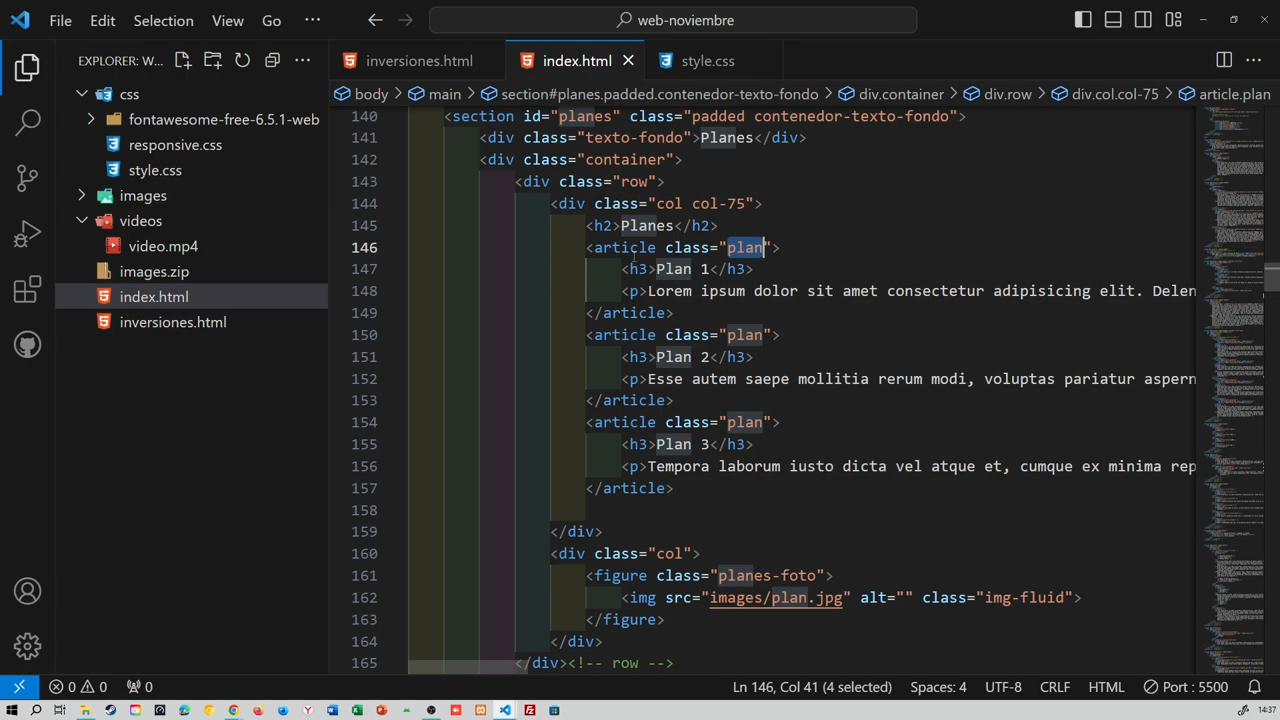 File Edit Selection View Go ··· web-noviembre
EXPLORER: W... ···
inversiones.html index.html style.css ···
body main section#planes.padded.contenedor-texto-fondo div.container div.row div.col.col-75 article.plan
css
fontawesome-free-6.5.1-web
responsive.css
style.css
images
videos
video.mp4
images.zip
index.html
inversiones.html
140 <section id="planes" class="padded contenedor-texto-fondo">
141 <div class="texto-fondo">Planes</div>
142 <div class="container">
143 <div class="row">
144 <div class="col col-75">
145 <h2>Planes</h2>
146 <article class="plan">
147 <h3>Plan 1</h3>
148 <p>Lorem ipsum dolor sit amet consectetur adipisicing elit. Delen
149 </article>
150 <article class="plan">
151 <h3>Plan 2</h3>
152 <p>Esse autem saepe mollitia rerum modi, voluptas pariatur aspern
153 </article>
154 <article class="plan">
155 <h3>Plan 3</h3>
156 <p>Tempora laborum iusto dicta vel atque at, cumque ex minima rep
157 </article>
158
159 </div>
160 <div class="col">
161 <figure class="planes-foto">
162 <img src="images/plan.jpg" alt="" class="img-fluid">
163 </figure>
164 </div>
165 </div><!-- row -->
0 0 0 Ln 146, Col 41 (4 selected) Spaces: 4 UTF-8 CRLF HTML Port : 5500
14:37